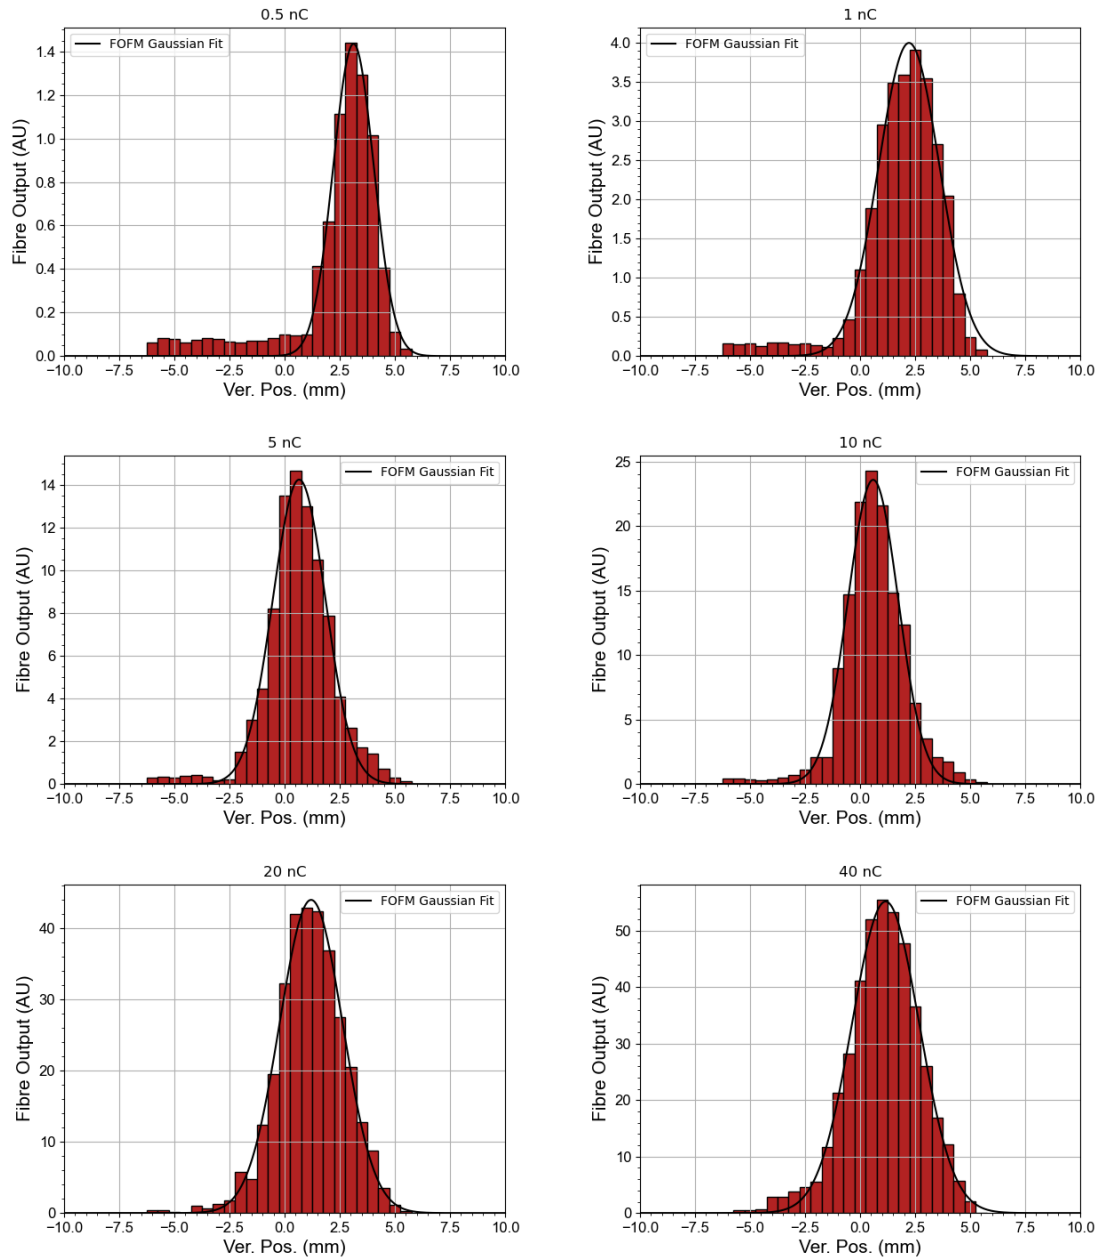 0.5 nC
FOFM Gaussian Fit
Fibre Output (AU)
1.4
1.2
1.0
0.8
0.6
0.4
0.2
0.0
−10.0 −7.5 −5.0 −2.5 0.0 2.5 5.0 7.5 10.0
Ver. Pos. (mm)
1 nC
FOFM Gaussian Fit
Fibre Output (AU)
4.0
3.5
3.0
2.5
2.0
1.5
1.0
0.5
0.0
−10.0 −7.5 −5.0 −2.5 0.0 2.5 5.0 7.5 10.0
Ver. Pos. (mm)
5 nC
FOFM Gaussian Fit
Fibre Output (AU)
14
12
10
8
6
4
2
0
−10.0 −7.5 −5.0 −2.5 0.0 2.5 5.0 7.5 10.0
Ver. Pos. (mm)
10 nC
FOFM Gaussian Fit
Fibre Output (AU)
25
20
15
10
5
0
−10.0 −7.5 −5.0 −2.5 0.0 2.5 5.0 7.5 10.0
Ver. Pos. (mm)
20 nC
FOFM Gaussian Fit
Fibre Output (AU)
40
30
20
10
0
−10.0 −7.5 −5.0 −2.5 0.0 2.5 5.0 7.5 10.0
Ver. Pos. (mm)
40 nC
FOFM Gaussian Fit
Fibre Output (AU)
50
40
30
20
10
0
−10.0 −7.5 −5.0 −2.5 0.0 2.5 5.0 7.5 10.0
Ver. Pos. (mm)